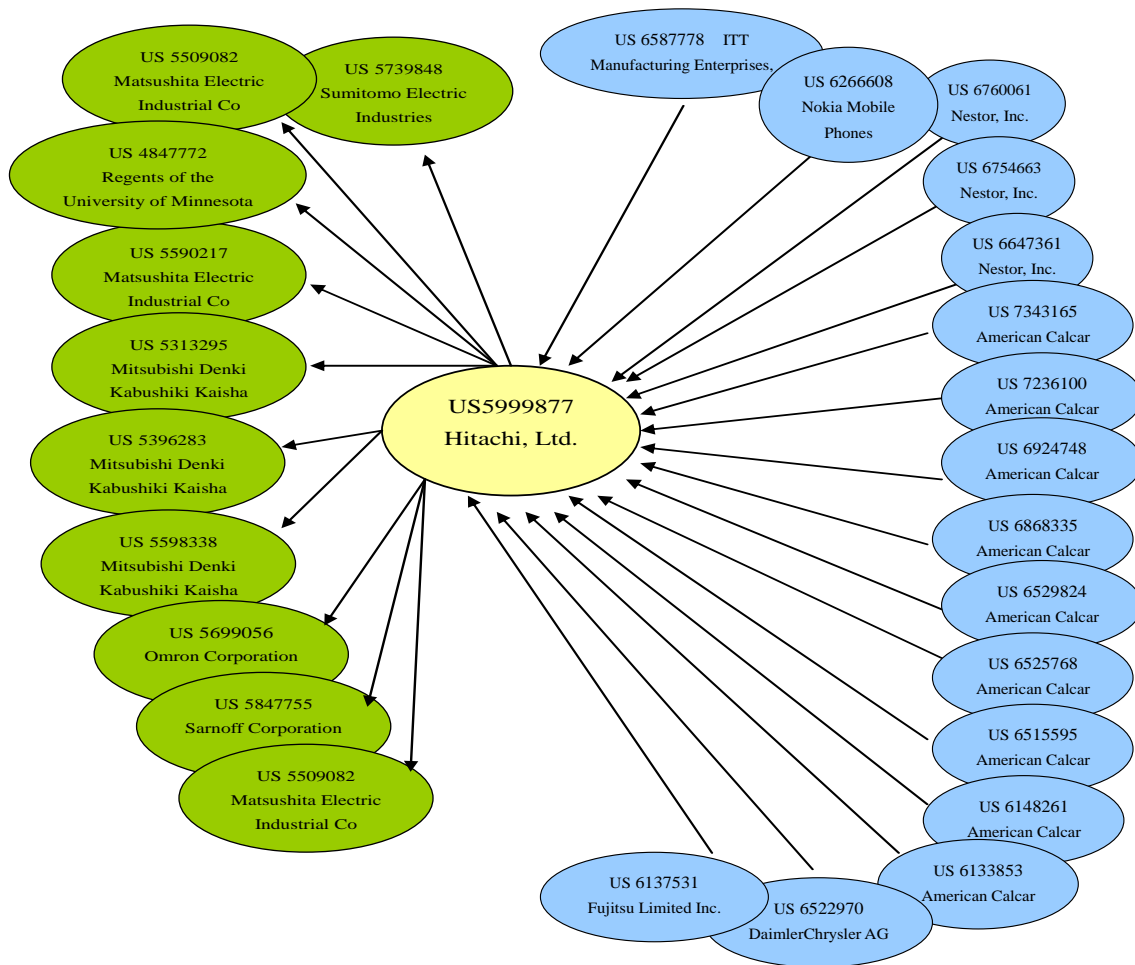 US 5509082
Matsushita Electric
Industrial Co
US 5739848
Sumitomo Electric
Industries
US 4847772
Regents of the
University of Minnesota
US 5590217
Matsushita Electric
Industrial Co
US 5313295
Mitsubishi Denki
Kabushiki Kaisha
US 5396283
Mitsubishi Denki
Kabushiki Kaisha
US 5598338
Mitsubishi Denki
Kabushiki Kaisha
US 5699056
Omron Corporation
US 5847755
Sarnoff Corporation
US 5509082
Matsushita Electric
Industrial Co
US5999877
Hitachi, Ltd.
US 6587778 ITT
Manufacturing Enterprises,
US 6266608
Nokia Mobile
Phones
US 6760061
Nestor, Inc.
US 6754663
Nestor, Inc.
US 6647361
Nestor, Inc.
US 7343165
American Calcar
US 7236100
American Calcar
US 6924748
American Calcar
US 6868335
American Calcar
US 6529824
American Calcar
US 6525768
American Calcar
US 6515595
American Calcar
US 6148261
American Calcar
US 6133853
American Calcar
US 6522970
DaimlerChrysler AG
US 6137531
Fujitsu Limited Inc.